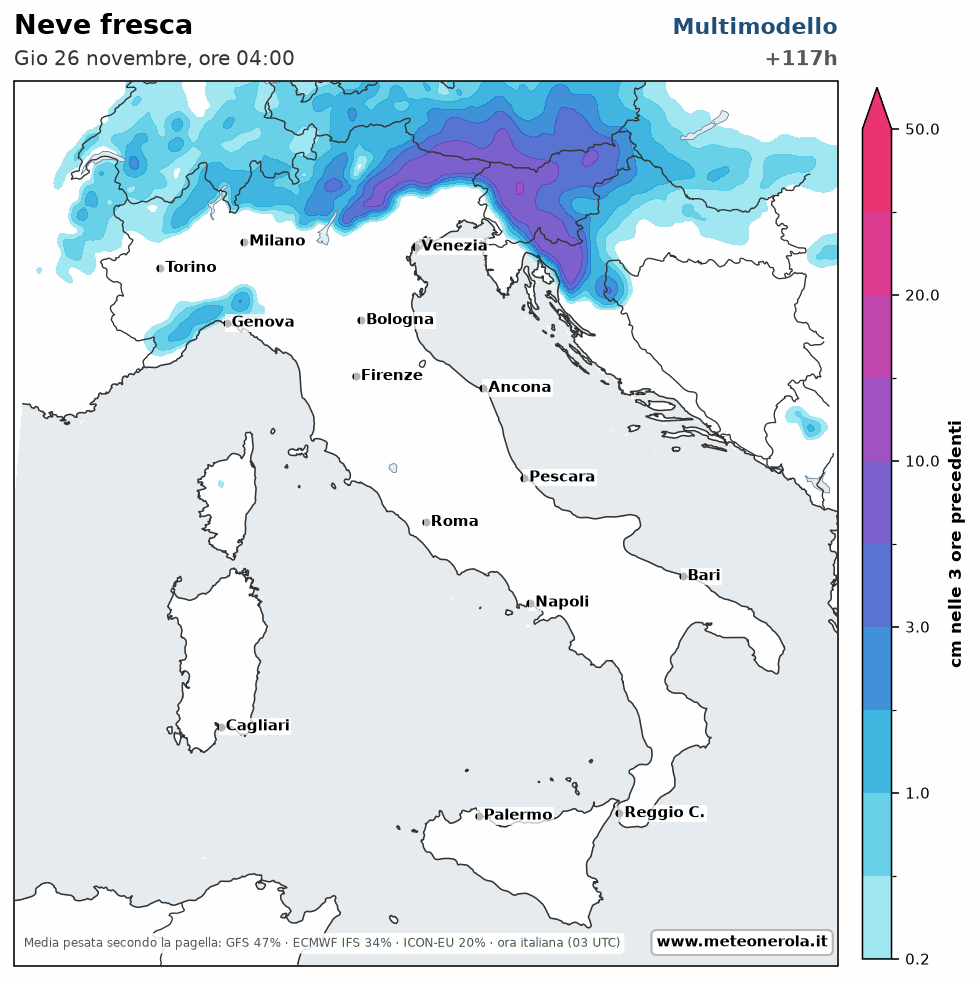 Neve fresca
Multimodello
Gio 26 novembre, ore 04:00
+117h
50.0
20.0
10.0
3.0
1.0
0.2
cm nelle 3 ore precedenti
Milano
Venezia
Torino
Genova
Bologna
Firenze
Ancona
Pescara
Roma
Bari
Napoli
Cagliari
Palermo
Reggio C.
Media pesata secondo la pagella: GFS 47% · ECMWF IFS 34% · ICON-EU 20% · ora italiana (03 UTC)
www.meteonerola.it